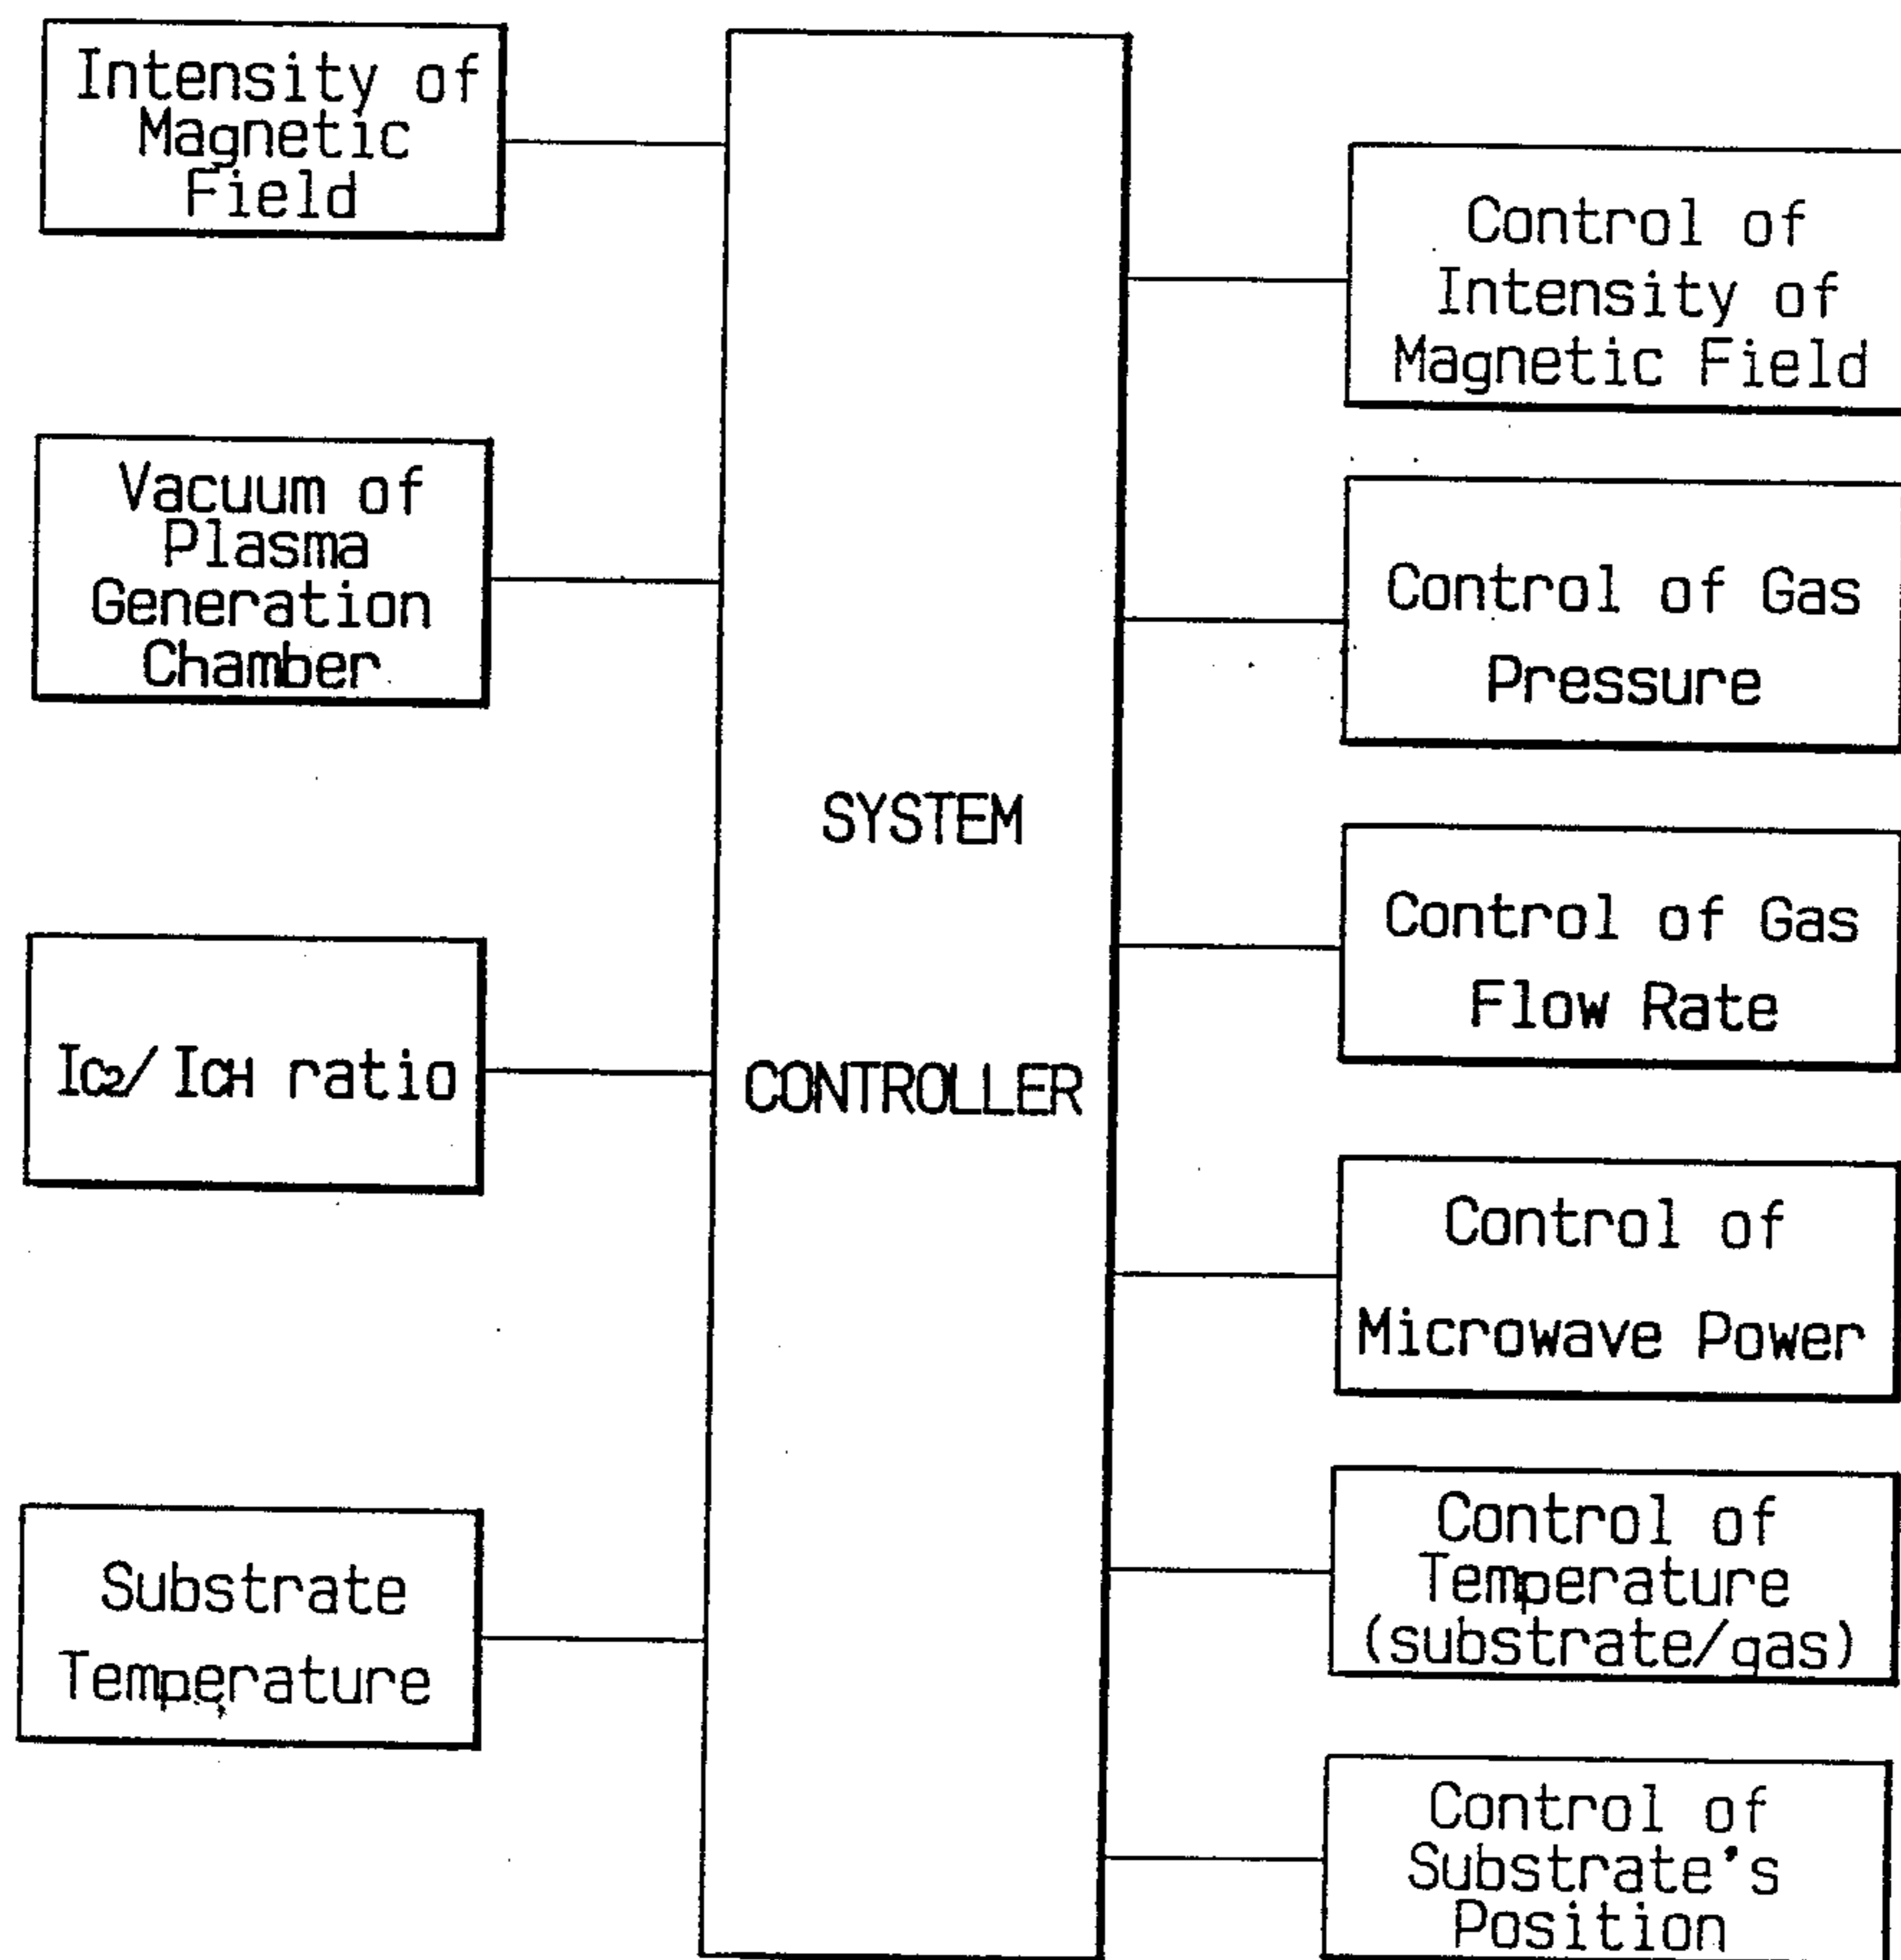 Intensity of
Magnetic
Field
Vacuum of
Plasma
Generation
Chamber
Ic2/ICH ratio
Substrate
Temperature
SYSTEM
CONTROLLER
Control of
Intensity of
Magnetic Field
Control of Gas
Pressure
Control of Gas
Flow Rate
Control of
Microwave Power
Control of
Temperature
(substrate/gas)
Control of
Substrate's
Position